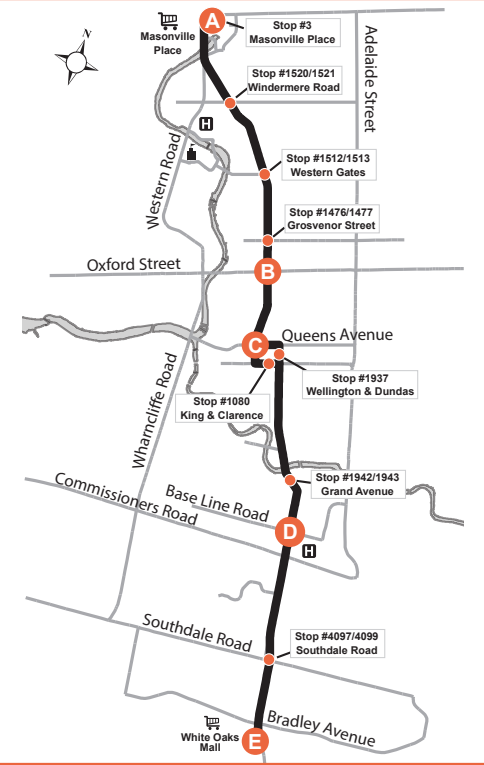 A
Masonville
Place
Stop #3
Masonville Place
N
Adelaide Street
Stop #1520/1521
Windermere Road
H
Western Road
Stop #1512/1513
Western Gates
Stop #1476/1477
Grosvenor Street
Oxford Street
B
C
Queens Avenue
Stop #1937
Wellington & Dundas
Stop #1080
King & Clarence
Wharncliffe Road
Stop #1942/1943
Grand Avenue
Commissioners Road
Base Line Road
D
H
Southdale Road
Stop #4097/4099
Southdale Road
Bradley Avenue
White Oaks
Mall
E